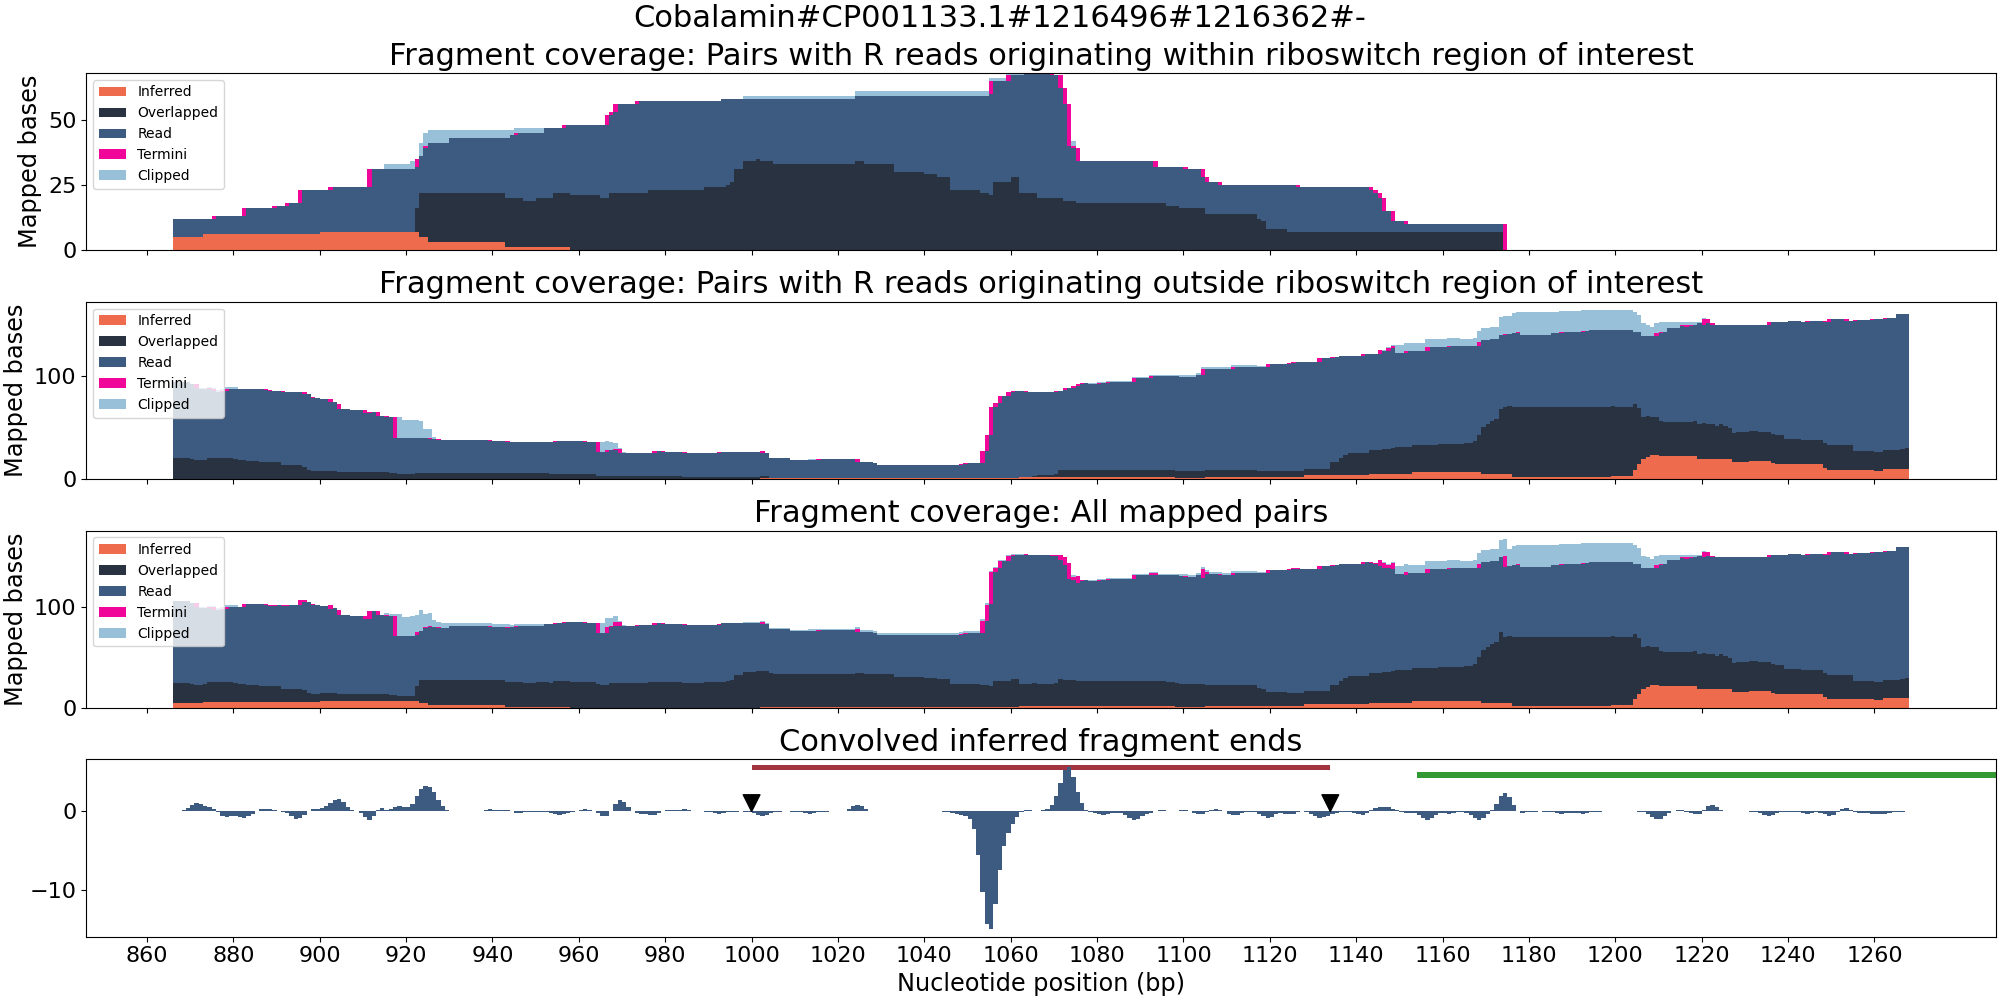 Cobalamin#CP001133.1#1216496#1216362#-
Fragment coverage: Pairs with R reads originating within riboswitch region of interest
Mapped bases
50
25
0
Inferred
Overlapped
Read
Termini
Clipped
Fragment coverage: Pairs with R reads originating outside riboswitch region of interest
Mapped bases
100
0
Inferred
Overlapped
Read
Termini
Clipped
Fragment coverage: All mapped pairs
Mapped bases
100
0
Inferred
Overlapped
Read
Termini
Clipped
Convolved inferred fragment ends
0
−10
860 880 900 920 940 960 980 1000 1020 1040 1060 1080 1100 1120 1140 1160 1180 1200 1220 1240 1260
Nucleotide position (bp)